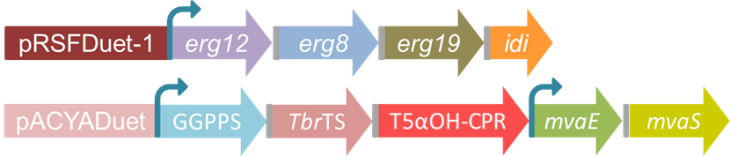 pRSFDuet-1 erg12 erg8 erg19 idi
pACYADuet GGPPS TbrTS T5αOH-CPR mvaE mvaS